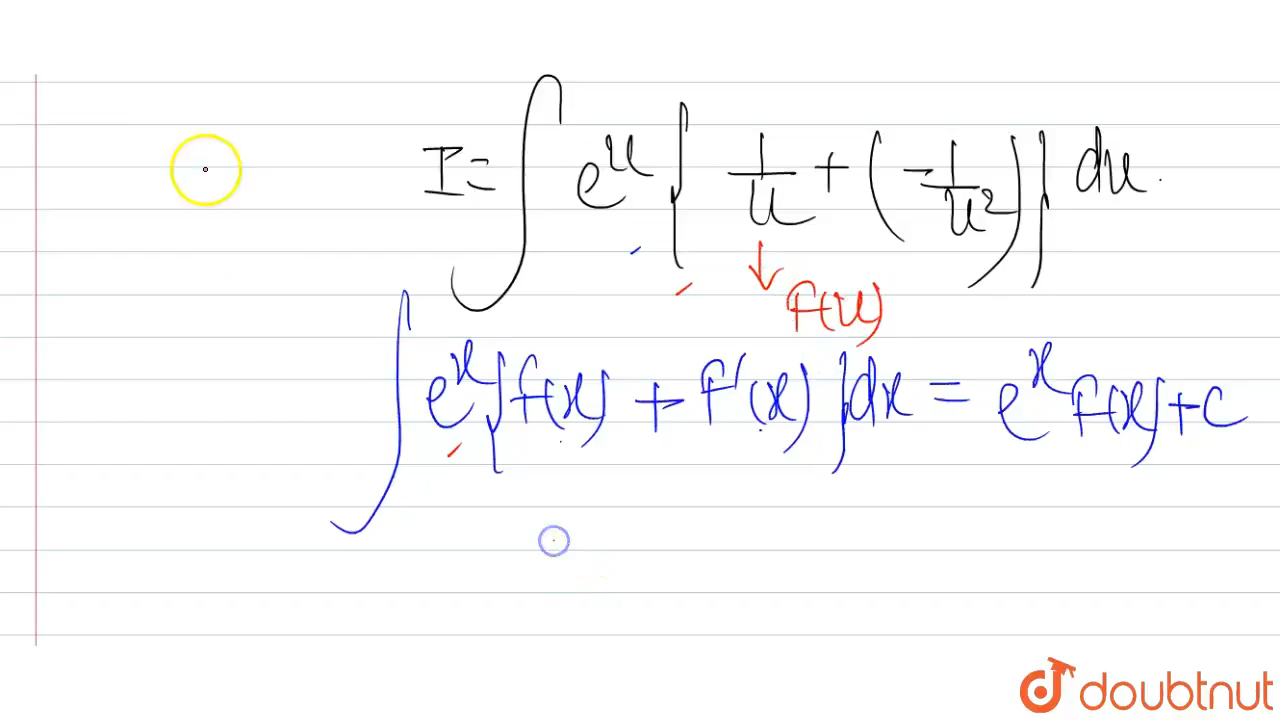 I = ∫ e^u { 1/u + ( -1/u² ) } du
↓ f(u)
∫ e^x { f(x) + f'(x) } dx = e^x f(x) + c
doubtnut